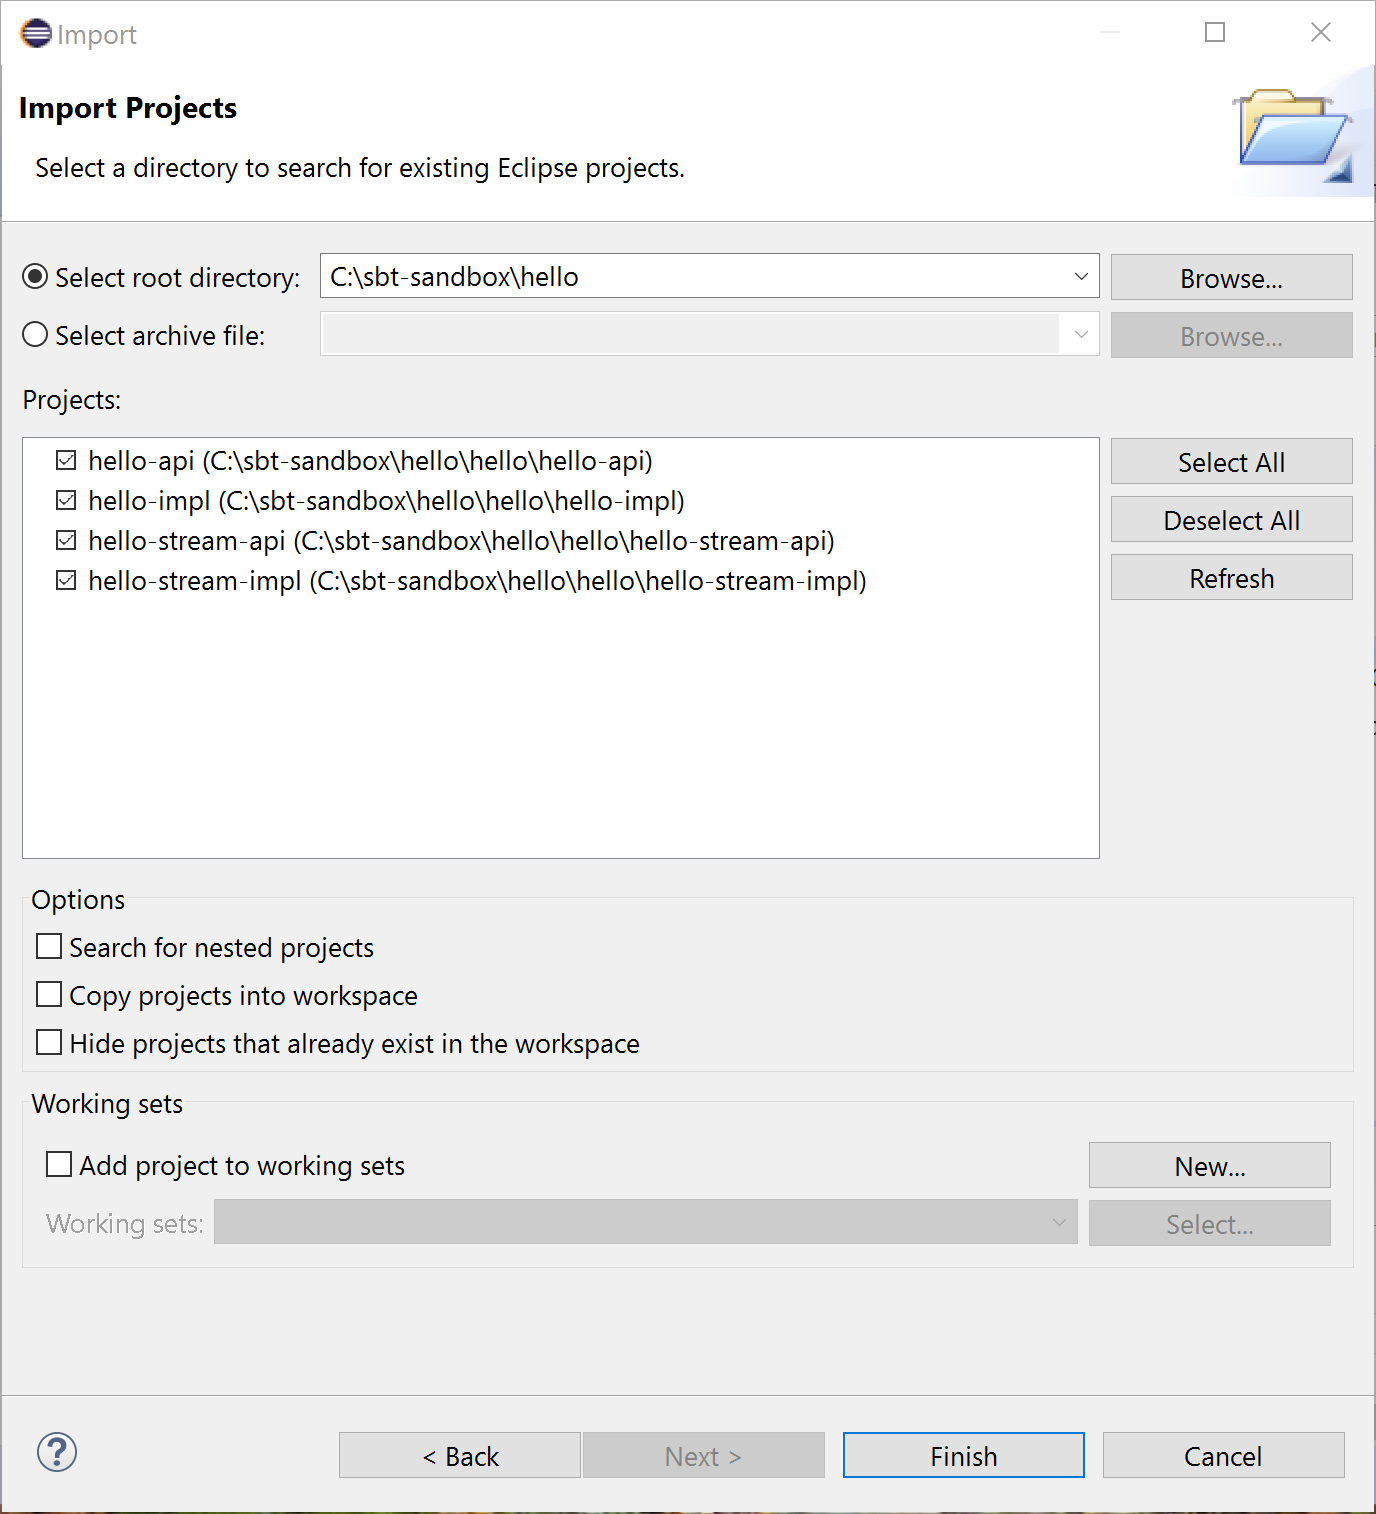 Import
Import Projects
Select a directory to search for existing Eclipse projects.
Select root directory: C:\sbt-sandbox\hello Browse...
Select archive file: Browse...
Projects:
hello-api (C:\sbt-sandbox\hello\hello\hello-api)
hello-impl (C:\sbt-sandbox\hello\hello\hello-impl)
hello-stream-api (C:\sbt-sandbox\hello\hello\hello-stream-api)
hello-stream-impl (C:\sbt-sandbox\hello\hello\hello-stream-impl)
Select All
Deselect All
Refresh
Options
Search for nested projects
Copy projects into workspace
Hide projects that already exist in the workspace
Working sets
Add project to working sets New...
Working sets: Select...
? < Back Next > Finish Cancel